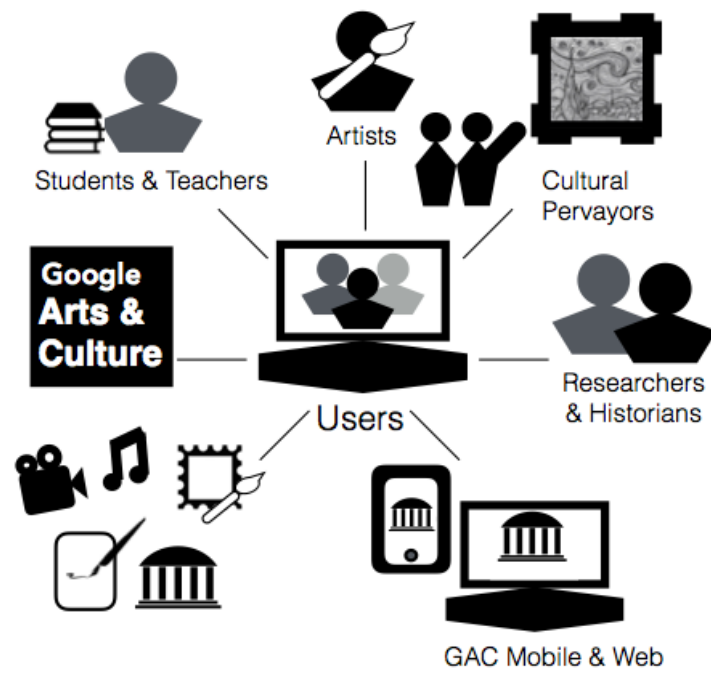 Artists
Students & Teachers
Cultural
Pervayors
Google
Arts &
Culture
Researchers
& Historians
Users
GAC Mobile & Web